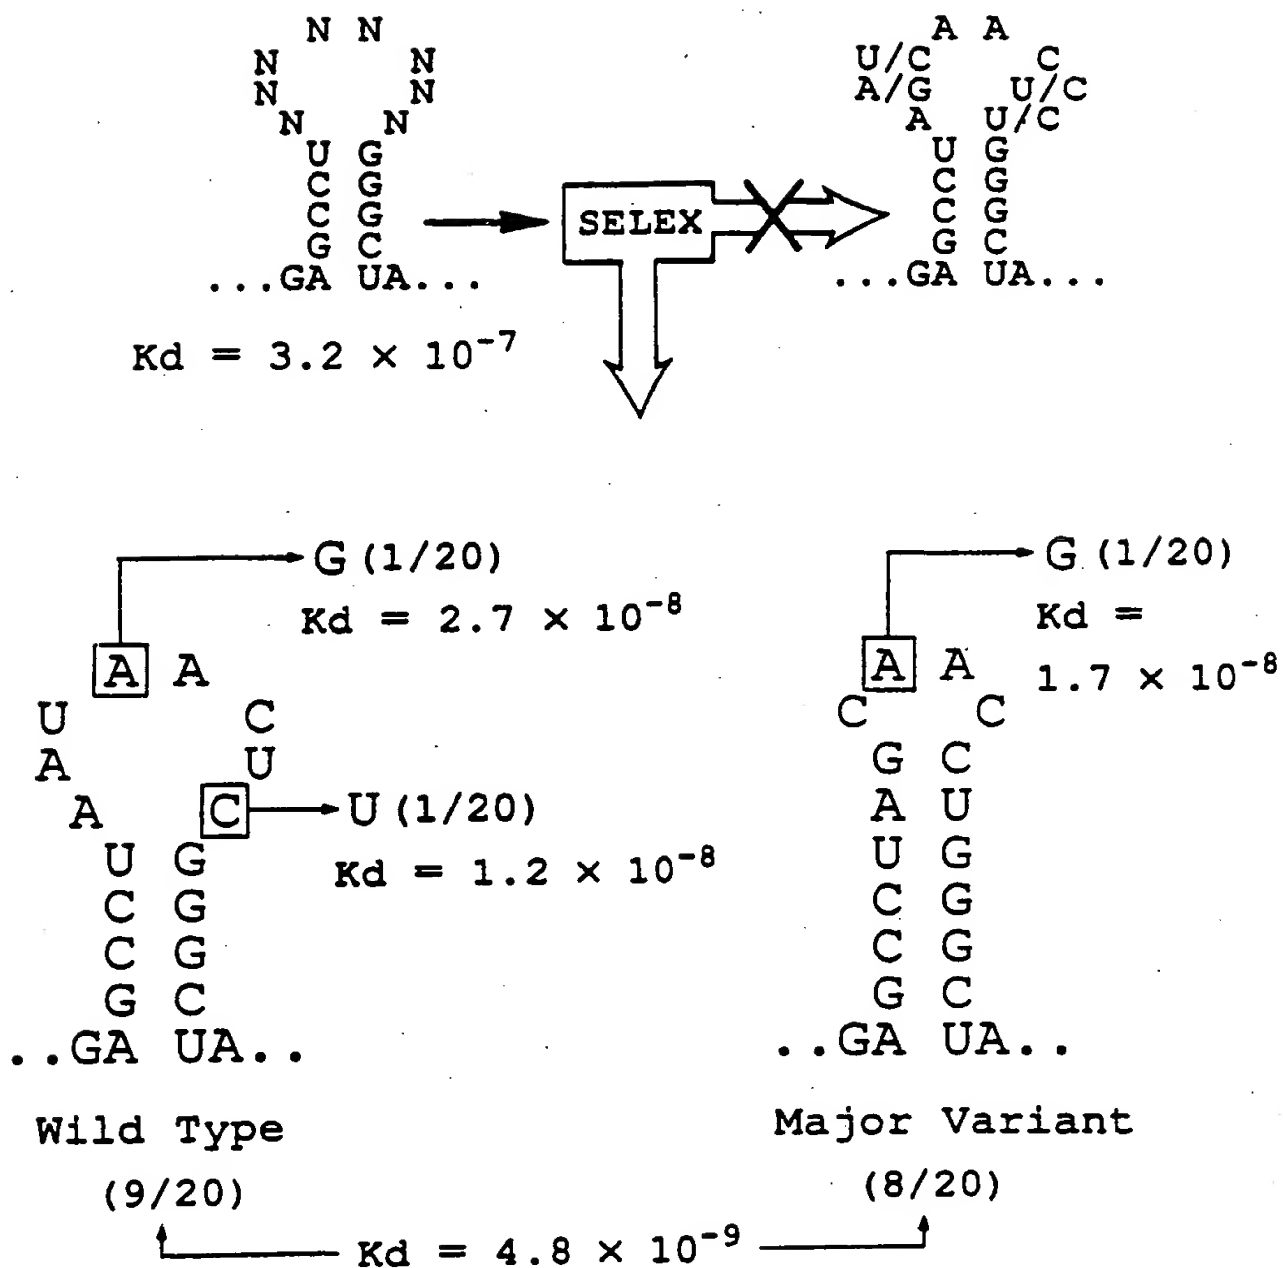 N N
N N
N N
N N
U G
C G
C G
G C
...GA UA...
Kd = 3.2 × 10⁻⁷
SELEX
A A
U/C C
A/G U/C
A U/C
U G
C G
C G
G C
...GA UA...
G (1/20)
Kd = 2.7 × 10⁻⁸
A A
U C
A U
A C
U (1/20)
Kd = 1.2 × 10⁻⁸
U G
C G
C G
G C
..GA UA..
Wild Type
(9/20)
G (1/20)
Kd =
1.7 × 10⁻⁸
A A
C C
G C
A U
U G
C G
C G
G C
..GA UA..
Major Variant
(8/20)
Kd = 4.8 × 10⁻⁹